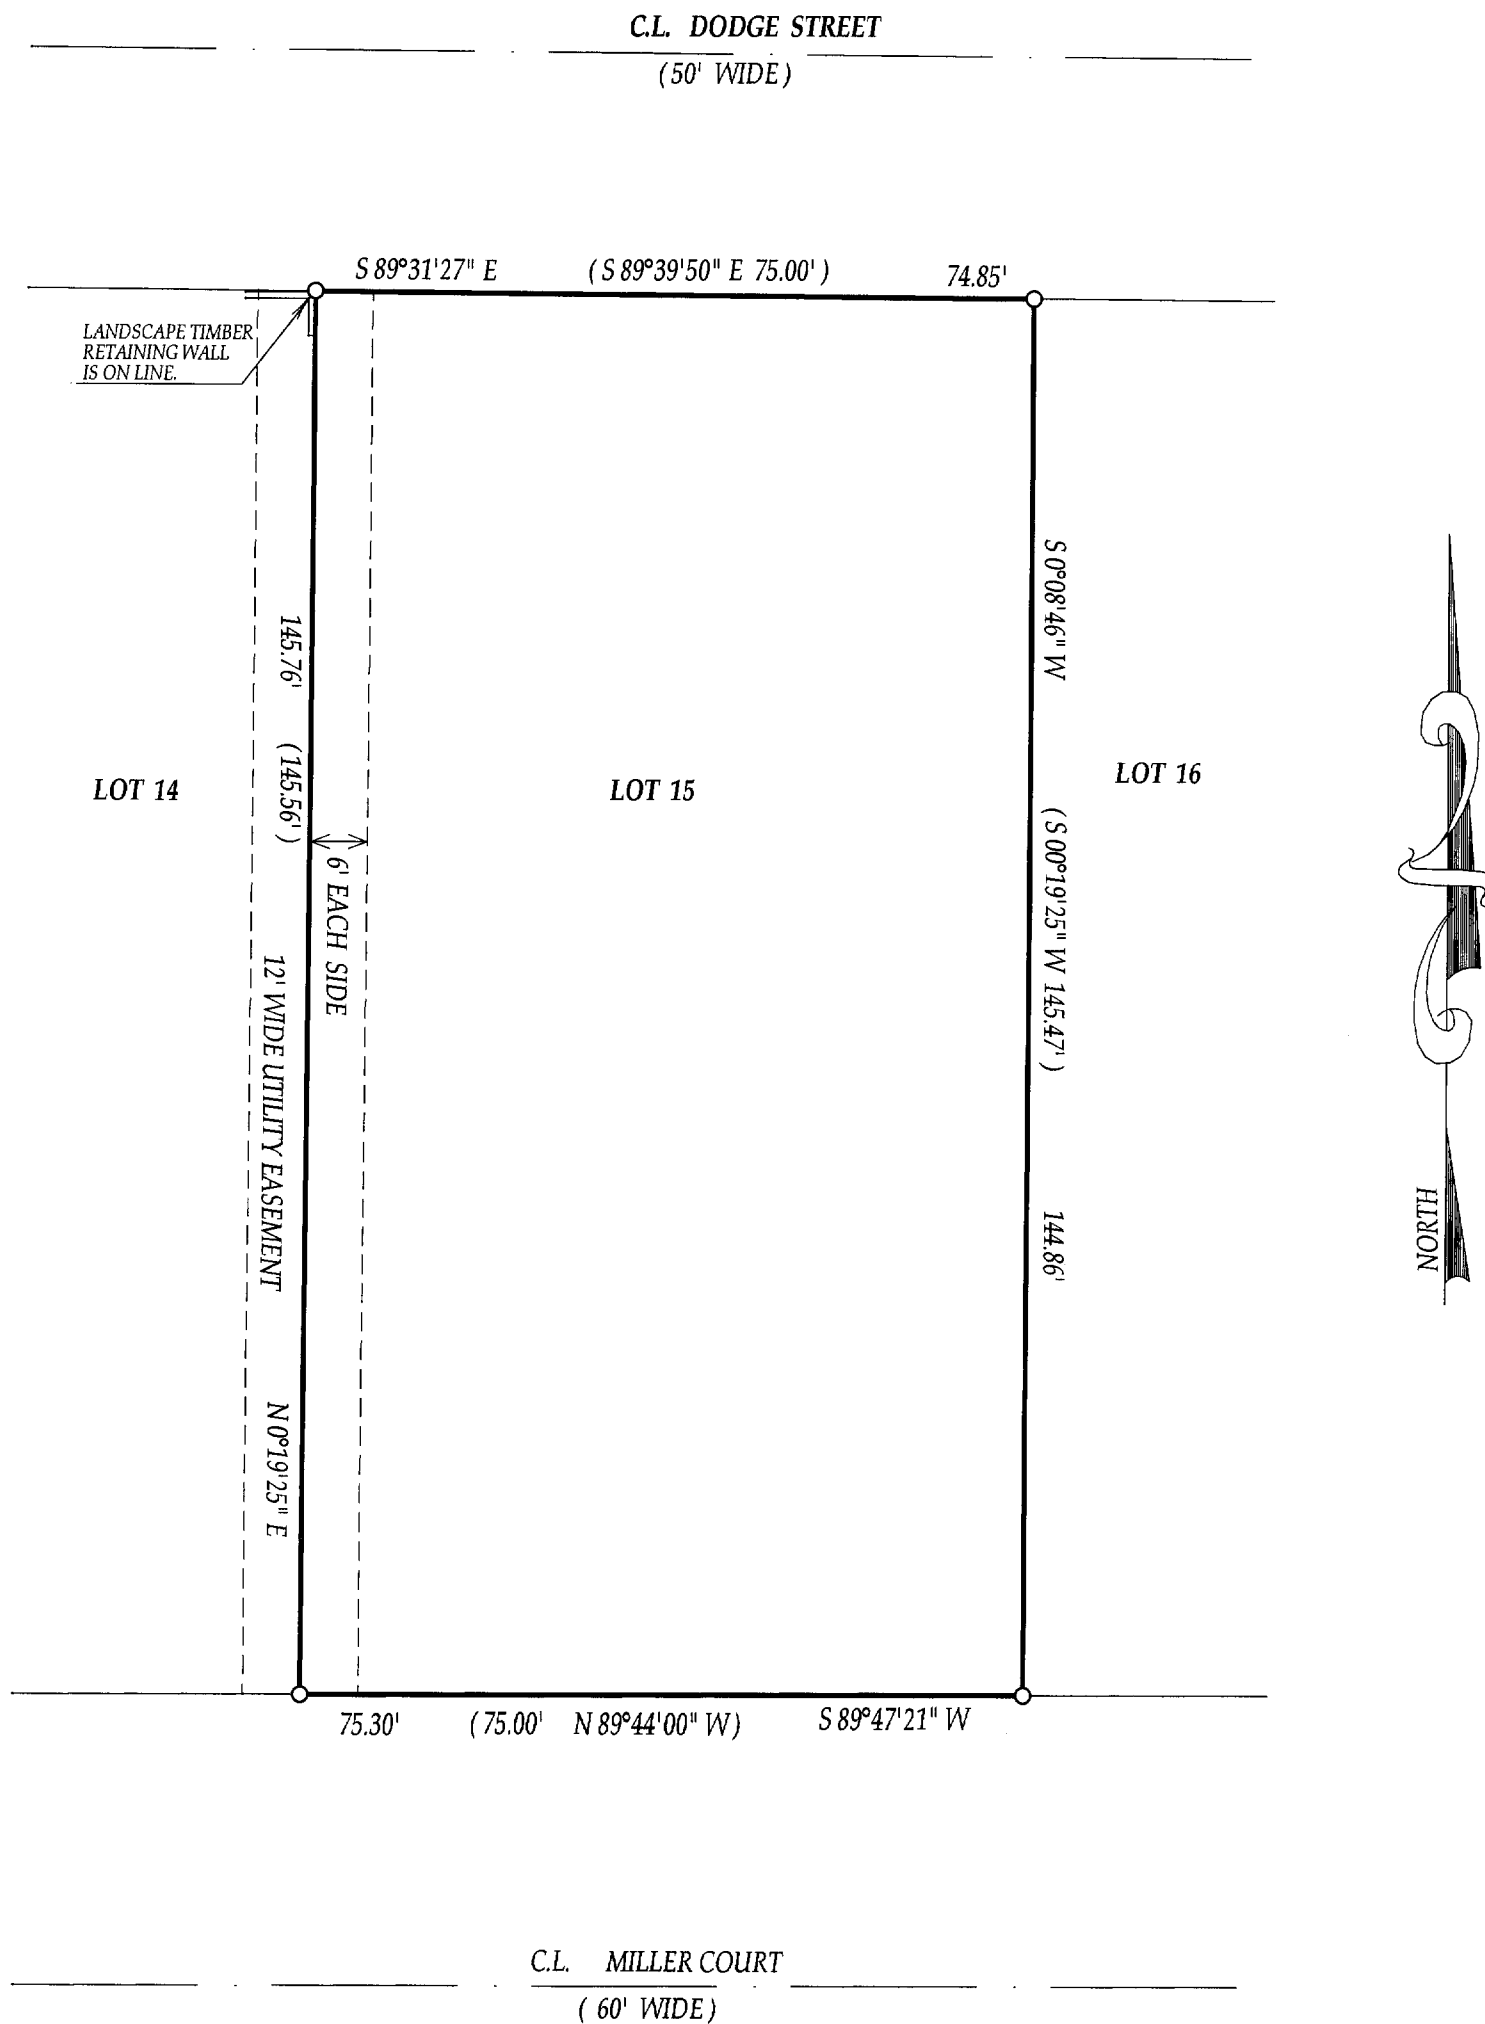 C.L. DODGE STREET
(50' WIDE)
S 89°31'27" E (S 89°39'50" E 75.00') 74.85'
LANDSCAPE TIMBER
RETAINING WALL
IS ON LINE.
S 0°08'46" W
(S 00°19'25" W 145.47')
144.86'
145.76' (145.56')
LOT 14
LOT 15
LOT 16
6' EACH SIDE
12' WIDE UTILITY EASEMENT
N 0°19'25" E
NORTH
75.30' (75.00' N 89°44'00" W) S 89°47'21" W
C.L. MILLER COURT
( 60' WIDE)